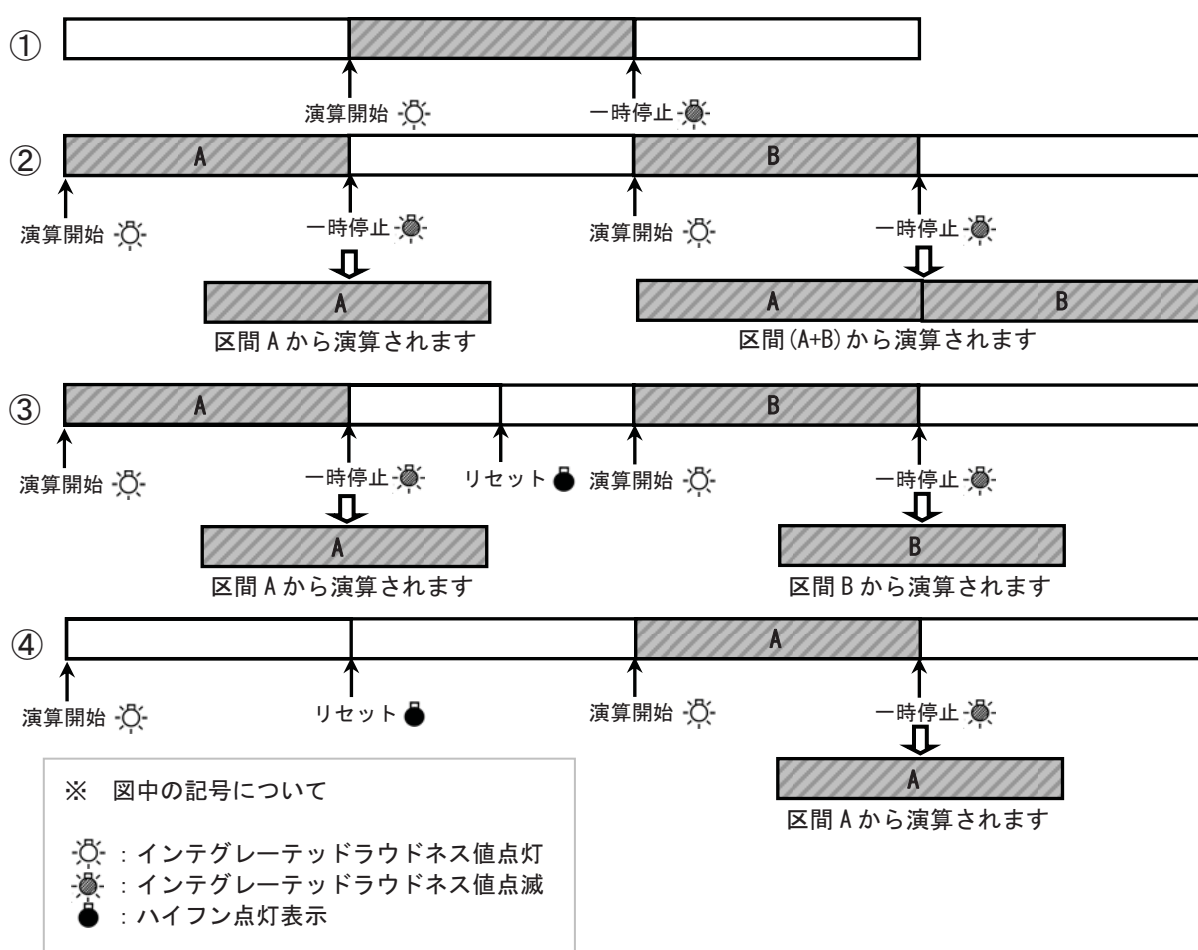 ①
演算開始 一時停止
②
A B
演算開始 一時停止 演算開始 一時停止
A A B
区間 A から演算されます 区間(A+B)から演算されます
③
A B
演算開始 一時停止 リセット 演算開始 一時停止
A B
区間 A から演算されます 区間 B から演算されます
④
A
演算開始 リセット 演算開始 一時停止
A
区間 A から演算されます
※ 図中の記号について
：インテグレーテッドラウドネス値点灯
：インテグレーテッドラウドネス値点滅
：ハイフン点灯表示